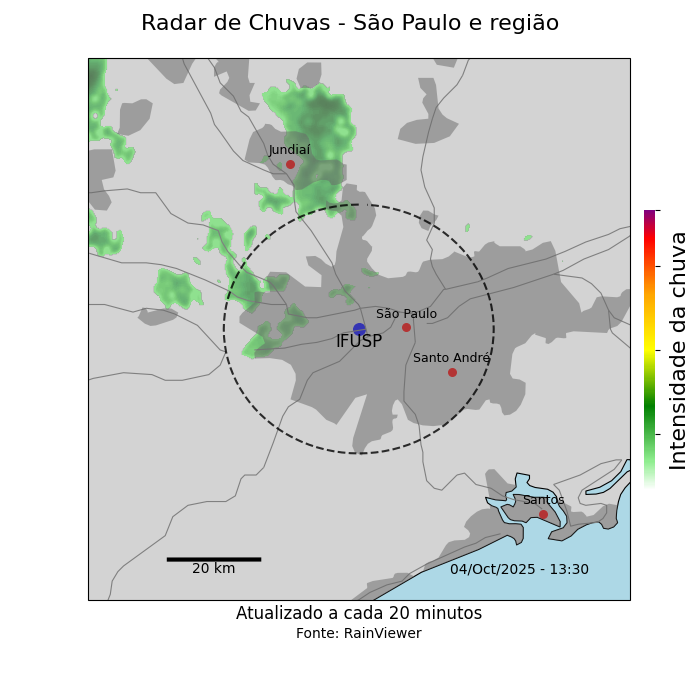 Radar de Chuvas - São Paulo e região
Jundiaí
São Paulo
IFUSP
Santo André
Intensidade da chuva
Santos
20 km
04/Oct/2025 - 13:30
Atualizado a cada 20 minutos
Fonte: RainViewer